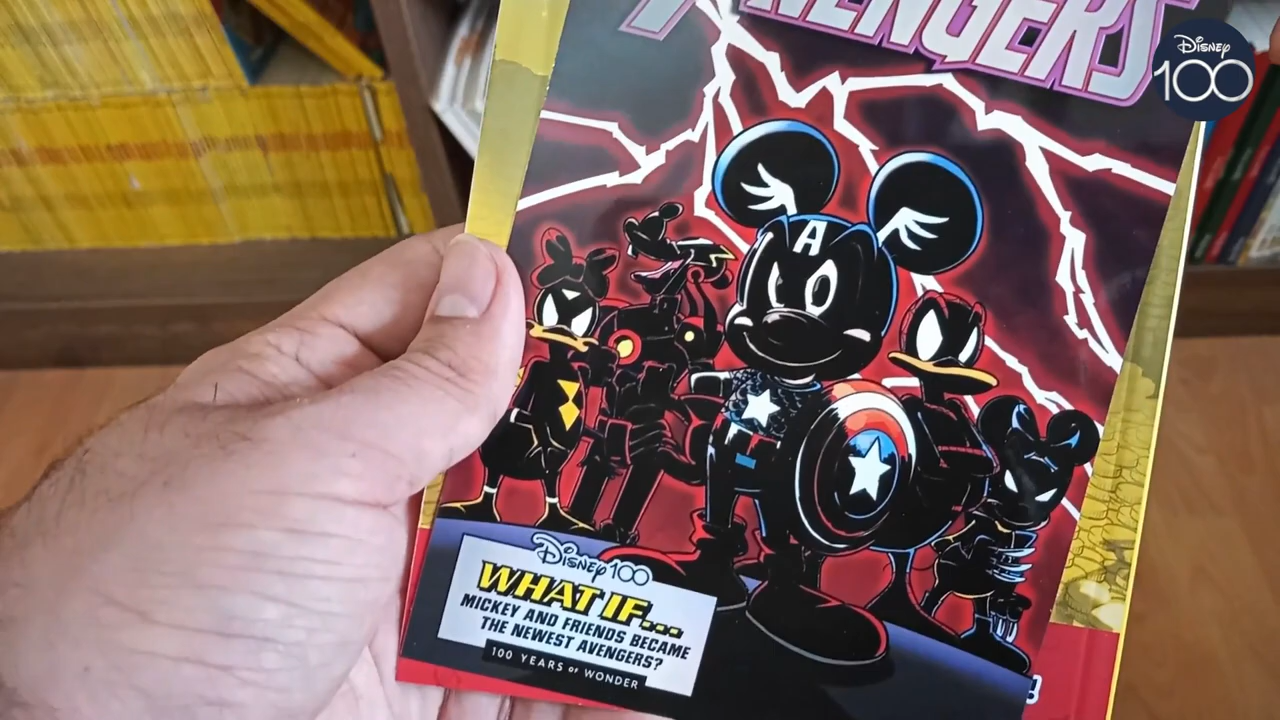 AVENGERS
Disney
100
A
Disney 100
WHAT IF...
MICKEY AND FRIENDS BECAME
THE NEWEST AVENGERS?
100 YEARS OF WONDER